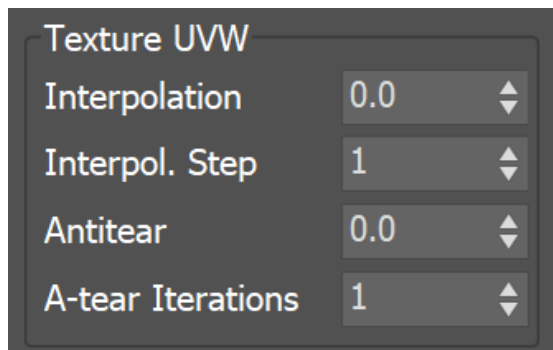 Texture UVW
Interpolation 0.0
Interpol. Step 1
Antitear 0.0
A-tear Iterations 1